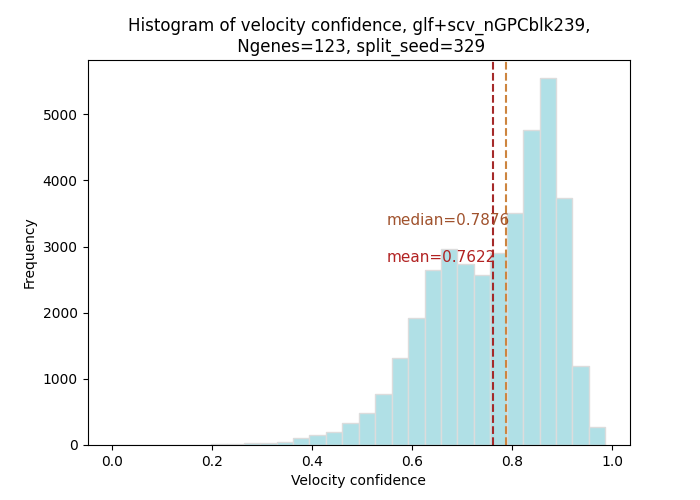 Histogram of velocity confidence, glf+scv_nGPCblk239,
Ngenes=123, split_seed=329
5000
4000
median=0.7876
3000
mean=0.7622
2000
1000
0
Frequency
0.0 0.2 0.4 0.6 0.8 1.0
Velocity confidence